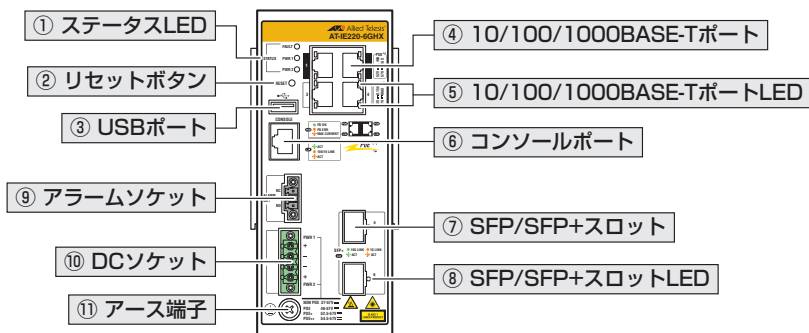 ① ステータスLED
② リセットボタン
③ USBポート
⑨ アラームソケット
⑩ DCソケット
⑪ アース端子
Allied Telesis
AT-IE220-6GHX
FAULT
STATUS
PWR 1
PWR 2
RESET
CONSOLE
PWR 1
+
-
-
+
PWR 2
④ 10/100/1000BASE-Tポート
⑤ 10/100/1000BASE-TポートLED
⑥ コンソールポート
⑦ SFP/SFP+スロット
⑧ SFP/SFP+スロットLED